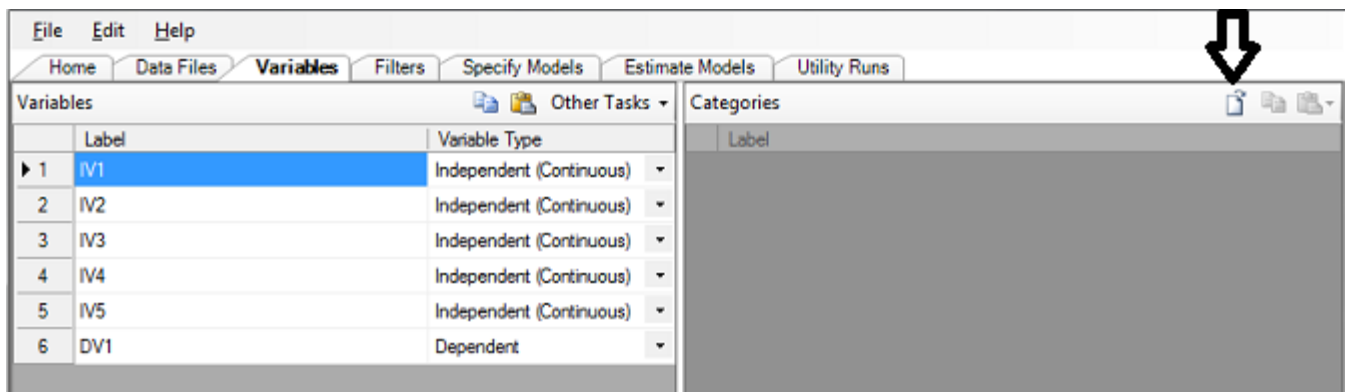 File Edit Help
Home Data Files Variables Filters Specify Models Estimate Models Utility Runs
Variables Other Tasks Categories
Label Variable Type Label
1 IV1 Independent (Continuous)
2 IV2 Independent (Continuous)
3 IV3 Independent (Continuous)
4 IV4 Independent (Continuous)
5 IV5 Independent (Continuous)
6 DV1 Dependent